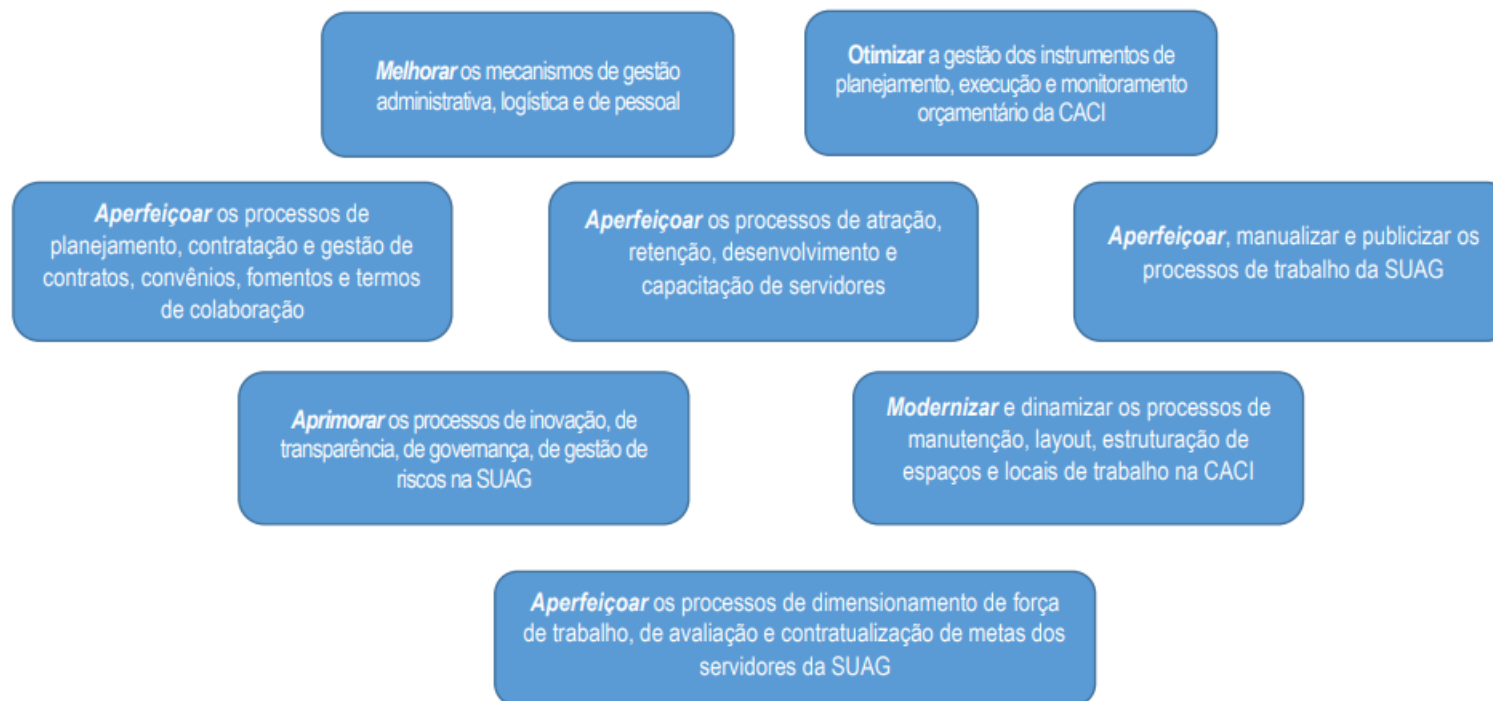 Melhorar os mecanismos de gestão
administrativa, logística e de pessoal
Otimizar a gestão dos instrumentos de
planejamento, execução e monitoramento
orçamentário da CACI
Aperfeiçoar os processos de
planejamento, contratação e gestão de
contratos, convênios, fomentos e termos
de colaboração
Aperfeiçoar os processos de atração,
retenção, desenvolvimento e
capacitação de servidores
Aperfeiçoar, manualizar e publicizar os
processos de trabalho da SUAG
Aprimorar os processos de inovação, de
transparência, de governança, de gestão de
riscos na SUAG
Modernizar e dinamizar os processos de
manutenção, layout, estruturação de
espaços e locais de trabalho na CACI
Aperfeiçoar os processos de dimensionamento de força
de trabalho, de avaliação e contratualização de metas dos
servidores da SUAG